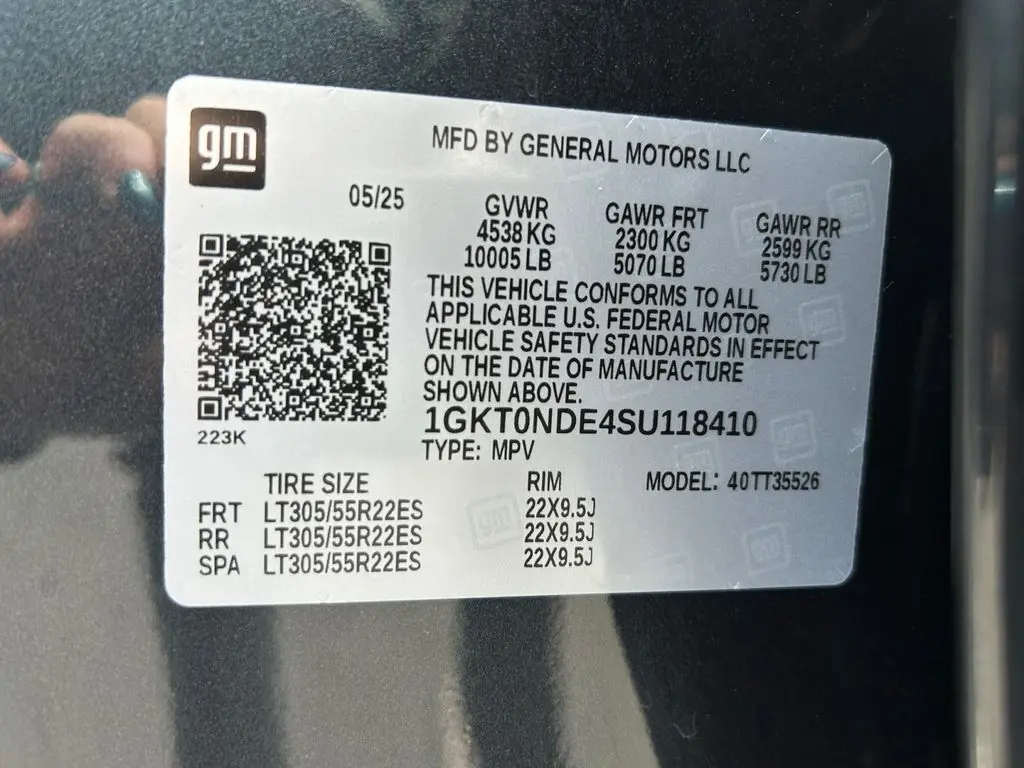 gm
MFD BY GENERAL MOTORS LLC
05/25
GVWR
4538 KG
10005 LB
GAWR FRT
2300 KG
5070 LB
GAWR RR
2599 KG
5730 LB
THIS VEHICLE CONFORMS TO ALL
APPLICABLE U.S. FEDERAL MOTOR
VEHICLE SAFETY STANDARDS IN EFFECT
ON THE DATE OF MANUFACTURE
SHOWN ABOVE.
223K
1GKT0NDE4SU118410
TYPE: MPV
TIRE SIZE RIM MODEL: 40TT35526
FRT LT305/55R22ES 22X9.5J
RR LT305/55R22ES 22X9.5J
SPA LT305/55R22ES 22X9.5J